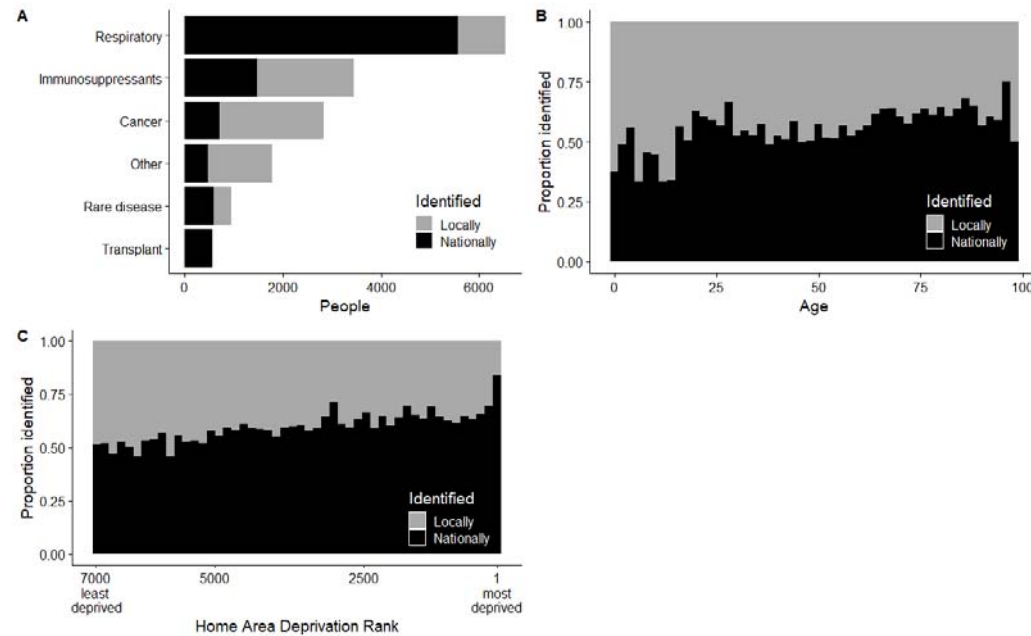 A
Respiratory
Immunosuppressants
Cancer
Other
Rare disease
Transplant
Identified
Locally
Nationally
0 2000 4000 6000
People
B
Proportion identified
1.00
0.75
0.50
0.25
0.00
Identified
Locally
Nationally
0 25 50 75 100
Age
C
Proportion identified
1.00
0.75
0.50
0.25
0.00
Identified
Locally
Nationally
7000 5000 2500 1
least most
deprived deprived
Home Area Deprivation Rank